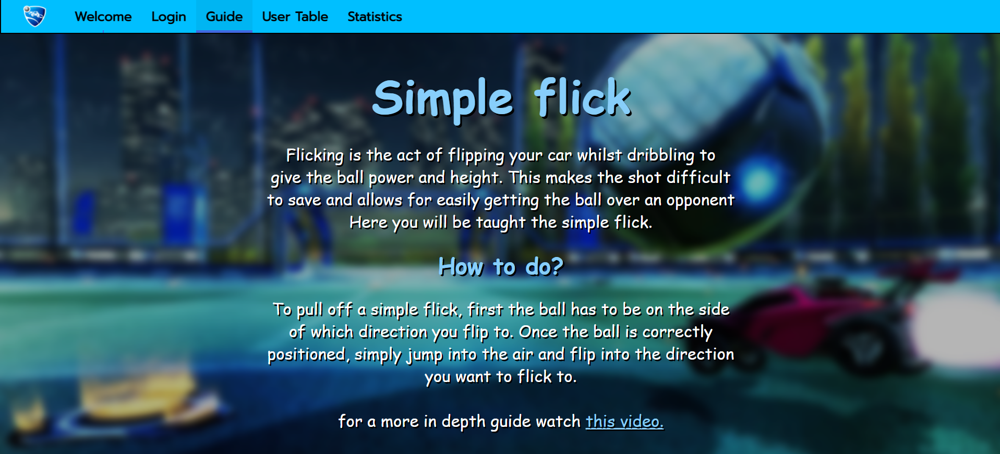 Welcome Login Guide User Table Statistics
Simple flick
Flicking is the act of flipping your car whilst dribbling to
give the ball power and height. This makes the shot difficult
to save and allows for easily getting the ball over an opponent
Here you will be taught the simple flick.
How to do?
To pull off a simple flick, first the ball has to be on the side
of which direction you flip to. Once the ball is correctly
positioned, simply jump into the air and flip into the direction
you want to flick to.
for a more in depth guide watch this video.